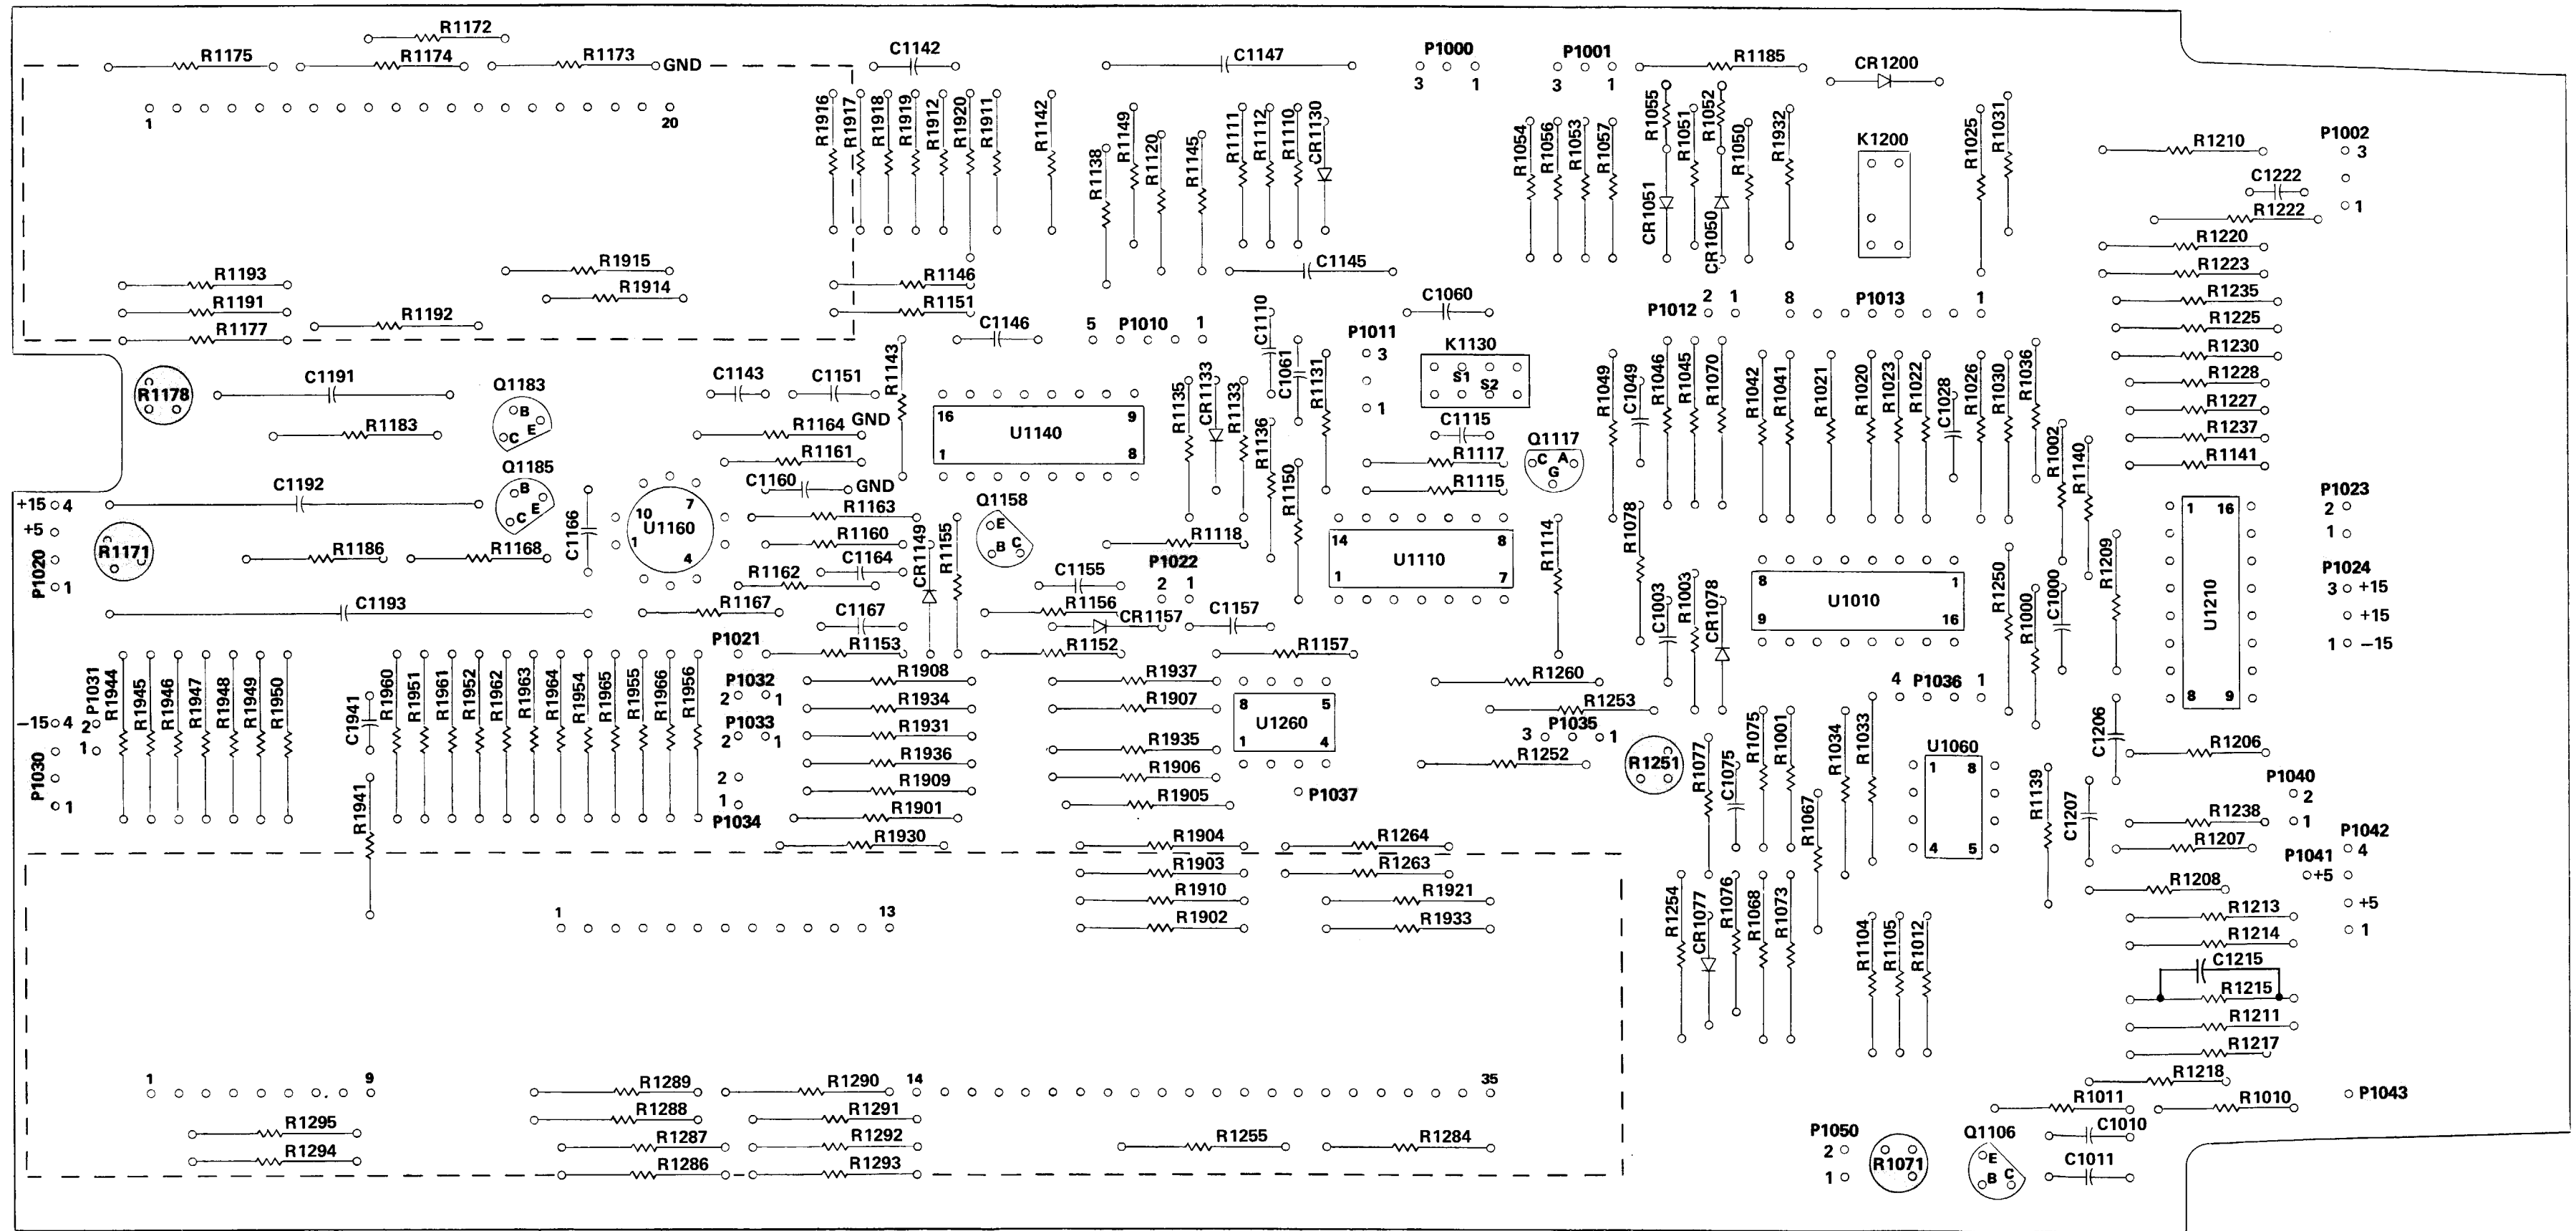 R1172
R1175 R1174 R1173 GND C1142 C1147 P1000 P1001 R1185 CR1200
3 1 3 1
1 20
R1916 R1917 R1918 R1919 R1912 R1920 R1911 R1142 R1138 R1149 R1120 R1145 R1111 R1112 R1110 CR1130
R1054 R1056 R1053 R1057 R1055 CR1051 R1051 R1052 CR1050 R1050 R1932 K1200 R1025 R1031
R1210 P1002
3
C1222
R1222 1
R1220
R1223
R1235
R1225
R1230
R1228
R1227
R1237
R1141
R1193 R1915 R1146 C1145
R1191 R1914 R1151 C1060
R1177 R1192 C1146 5 P1010 1 C1110 C1061 R1131 P1011 3 1
P1012 2 1 8 P1013 1
K1130
S1 S2
R1178 C1191 Q1183 B E C C1143 C1151 R1143
R1183 R1164 GND U1140 16 9 1 8
R1135 CR1133 R1133 R1136 R1150 C1115 Q1117 C A G
R1049 C1049 R1046 R1045 R1070 R1042 R1041 R1021 R1020 R1023 R1022 C1028 R1026 R1030 R1036 R1002 R1140
Q1185 B E C R1161 R1117
C1192 C1160 GND R1115
+15 4
+5
P1020 1
R1171 R1186 R1168 C1166 U1160 10 7 1 4
R1163 Q1158 E B C
R1160 CR1149 R1155 R1118
C1164 C1155 P1022 2 1
R1162 U1110 14 8 1 7 R1114 R1078
C1193 R1167 R1156
C1167 CR1157 C1157
P1021 R1153 R1152 R1157
C1003 R1003 CR1078 U1010 8 1 9 16 R1250 R1000 C1000 R1209
U1210 1 16 8 9
P1023
2
1
P1024
3 +15
+15
1 −15
P1031 2 1 R1944 R1945 R1946 R1947 R1948 R1949 R1950 C1941 R1941
−15 4
P1030 1
R1960 R1951 R1961 R1952 R1962 R1963 R1964 R1954 R1965 R1955 R1966 R1956
P1032 2 1
P1033 2 1
2
1
P1034
R1908 R1937 R1260
R1934 R1907 R1253
R1931 R1935 U1260 8 5 1 4 3 P1035 1
R1936 R1906 R1252 R1251
R1909 R1905 P1037
R1901
R1930 R1904 R1264
R1903 R1263
R1910 R1921
R1902 R1933
4 P1036 1
R1077 C1075 R1075 R1001 R1067 R1034 R1033 U1060 1 8 4 5 R1139 C1206 C1207
R1206 P1040
2
R1238 1
R1207 P1042
4
P1041
+5
R1208 +5
R1213 1
R1214
C1215
R1215
R1211
R1217
R1218
R1254 CR1077 R1076 R1068 R1073 R1104 R1105 R1012
1 13
1 9 R1289 R1290 14 35
R1011 R1010 P1043
R1288 R1291
R1295 R1287 R1292 R1255 R1284
R1294 R1286 R1293
P1050
2
1
R1071 Q1106 E B C
C1010
C1011